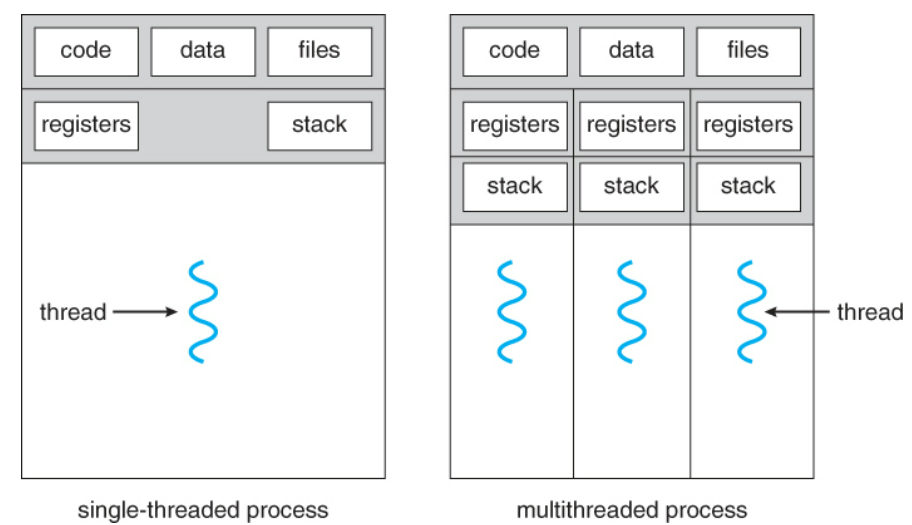 code data files
registers stack
thread
single-threaded process
code data files
registers registers registers
stack stack stack
thread
multithreaded process